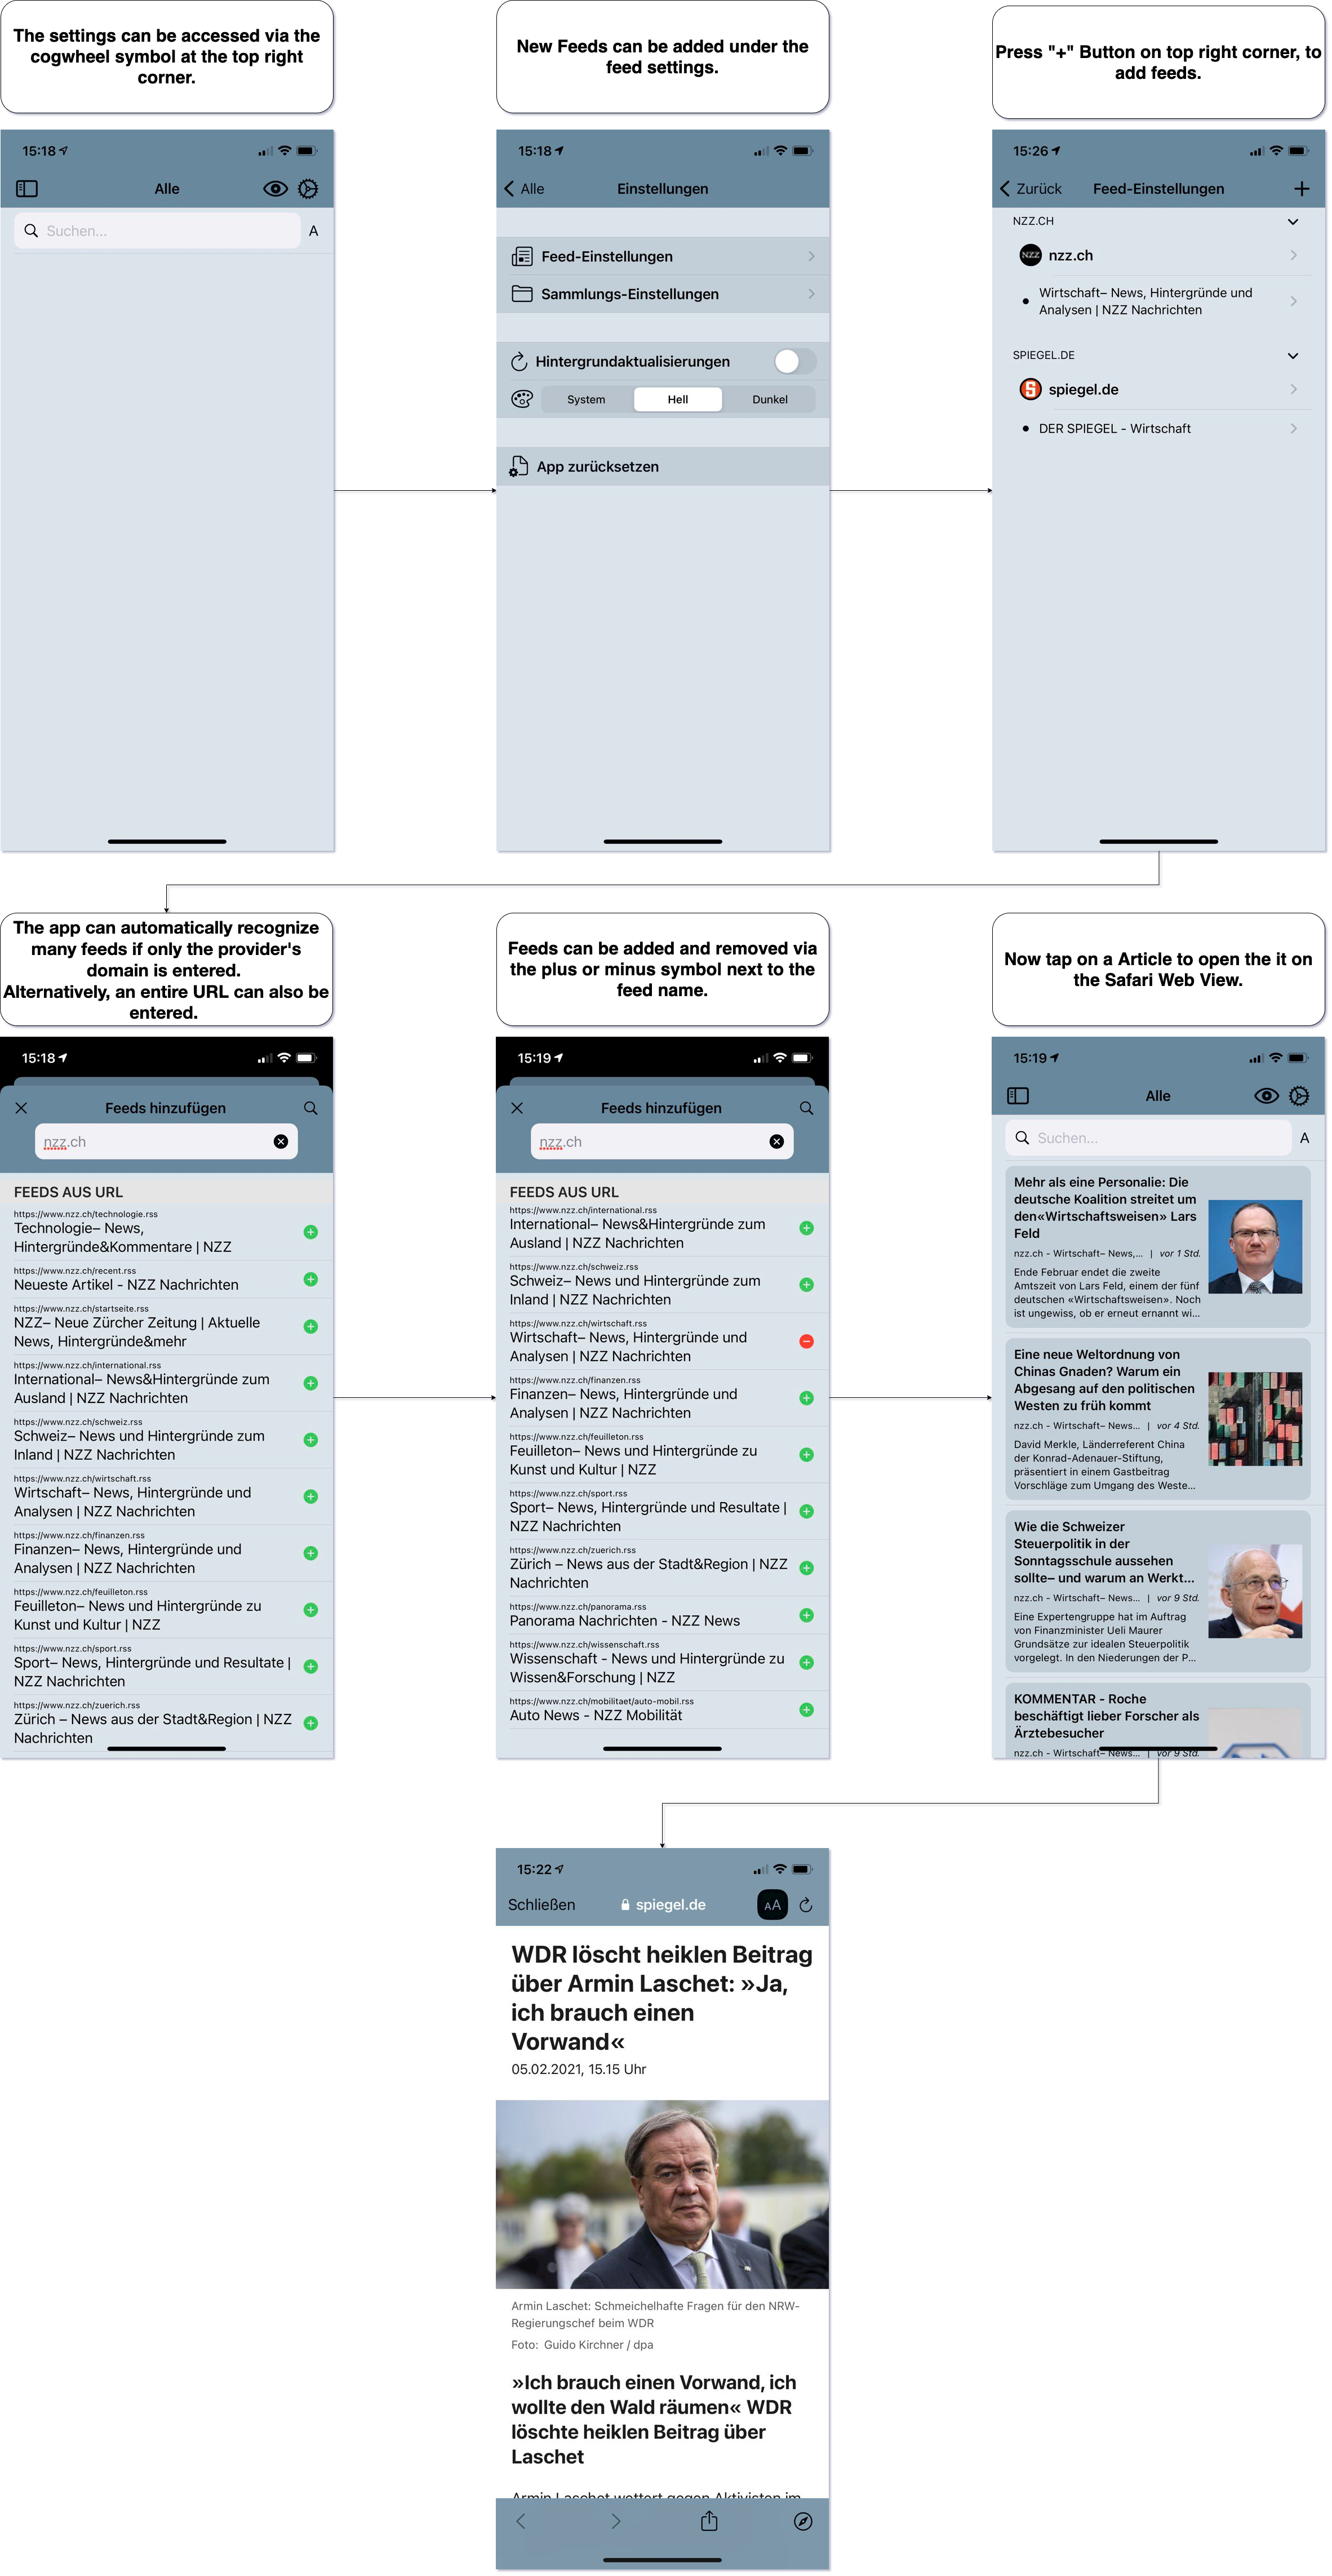 The settings can be accessed via the
cogwheel symbol at the top right
corner.
New Feeds can be added under the
feed settings.
Press "+" Button on top right corner, to
add feeds.
15:18
Alle
Suchen...
A
15:18
Alle
Einstellungen
Feed-Einstellungen
Sammlungs-Einstellungen
Hintergrundaktualisierungen
System
Hell
Dunkel
App zurücksetzen
15:26
Zurück
Feed-Einstellungen
NZZ.CH
NZZ
nzz.ch
Wirtschaft– News, Hintergründe und
Analysen | NZZ Nachrichten
SPIEGEL.DE
S
spiegel.de
DER SPIEGEL - Wirtschaft
The app can automatically recognize
many feeds if only the provider's
domain is entered.
Alternatively, an entire URL can also be
entered.
Feeds can be added and removed via
the plus or minus symbol next to the
feed name.
Now tap on a Article to open the it on
the Safari Web View.
15:18
Feeds hinzufügen
nzz.ch
FEEDS AUS URL
https://www.nzz.ch/technologie.rss
Technologie– News,
Hintergründe&Kommentare | NZZ
https://www.nzz.ch/recent.rss
Neueste Artikel - NZZ Nachrichten
https://www.nzz.ch/startseite.rss
NZZ– Neue Zürcher Zeitung | Aktuelle
News, Hintergründe&mehr
https://www.nzz.ch/international.rss
International– News&Hintergründe zum
Ausland | NZZ Nachrichten
https://www.nzz.ch/schweiz.rss
Schweiz– News und Hintergründe zum
Inland | NZZ Nachrichten
https://www.nzz.ch/wirtschaft.rss
Wirtschaft– News, Hintergründe und
Analysen | NZZ Nachrichten
https://www.nzz.ch/finanzen.rss
Finanzen– News, Hintergründe und
Analysen | NZZ Nachrichten
https://www.nzz.ch/feuilleton.rss
Feuilleton– News und Hintergründe zu
Kunst und Kultur | NZZ
https://www.nzz.ch/sport.rss
Sport– News, Hintergründe und Resultate |
NZZ Nachrichten
https://www.nzz.ch/zuerich.rss
Zürich – News aus der Stadt&Region | NZZ
Nachrichten
15:19
Feeds hinzufügen
nzz.ch
FEEDS AUS URL
https://www.nzz.ch/international.rss
International– News&Hintergründe zum
Ausland | NZZ Nachrichten
https://www.nzz.ch/schweiz.rss
Schweiz– News und Hintergründe zum
Inland | NZZ Nachrichten
https://www.nzz.ch/wirtschaft.rss
Wirtschaft– News, Hintergründe und
Analysen | NZZ Nachrichten
https://www.nzz.ch/finanzen.rss
Finanzen– News, Hintergründe und
Analysen | NZZ Nachrichten
https://www.nzz.ch/feuilleton.rss
Feuilleton– News und Hintergründe zu
Kunst und Kultur | NZZ
https://www.nzz.ch/sport.rss
Sport– News, Hintergründe und Resultate |
NZZ Nachrichten
https://www.nzz.ch/zuerich.rss
Zürich – News aus der Stadt&Region | NZZ
Nachrichten
https://www.nzz.ch/panorama.rss
Panorama Nachrichten - NZZ News
https://www.nzz.ch/wissenschaft.rss
Wissenschaft - News und Hintergründe zu
Wissen&Forschung | NZZ
https://www.nzz.ch/mobilitaet/auto-mobil.rss
Auto News - NZZ Mobilität
15:19
Alle
Suchen...
A
Mehr als eine Personalie: Die
deutsche Koalition streitet um
den«Wirtschaftsweisen» Lars
Feld
nzz.ch - Wirtschaft– News,... | vor 1 Std.
Ende Februar endet die zweite
Amtszeit von Lars Feld, einem der fünf
deutschen «Wirtschaftsweisen». Noch
ist ungewiss, ob er erneut ernannt wi...
Eine neue Weltordnung von
Chinas Gnaden? Warum ein
Abgesang auf den politischen
Westen zu früh kommt
nzz.ch - Wirtschaft– News... | vor 4 Std.
David Merkle, Länderreferent China
der Konrad-Adenauer-Stiftung,
präsentiert in einem Gastbeitrag
Vorschläge zum Umgang des Weste...
Wie die Schweizer
Steuerpolitik in der
Sonntagsschule aussehen
sollte– und warum an Werkt...
nzz.ch - Wirtschaft– News... | vor 9 Std.
Eine Expertengruppe hat im Auftrag
von Finanzminister Ueli Maurer
Grundsätze zur idealen Steuerpolitik
vorgelegt. In den Niederungen der P...
KOMMENTAR - Roche
beschäftigt lieber Forscher als
Ärztebesucher
nzz.ch - Wirtschaft– News... | vor 9 Std.
15:22
Schließen
spiegel.de
AA
WDR löscht heiklen Beitrag
über Armin Laschet: »Ja,
ich brauch einen
Vorwand«
05.02.2021, 15.15 Uhr
Armin Laschet: Schmeichelhafte Fragen für den NRW-
Regierungschef beim WDR
Foto: Guido Kirchner / dpa
»Ich brauch einen Vorwand, ich
wollte den Wald räumen« WDR
löschte heiklen Beitrag über
Laschet
Armin Laschet wettert gegen Aktivisten im